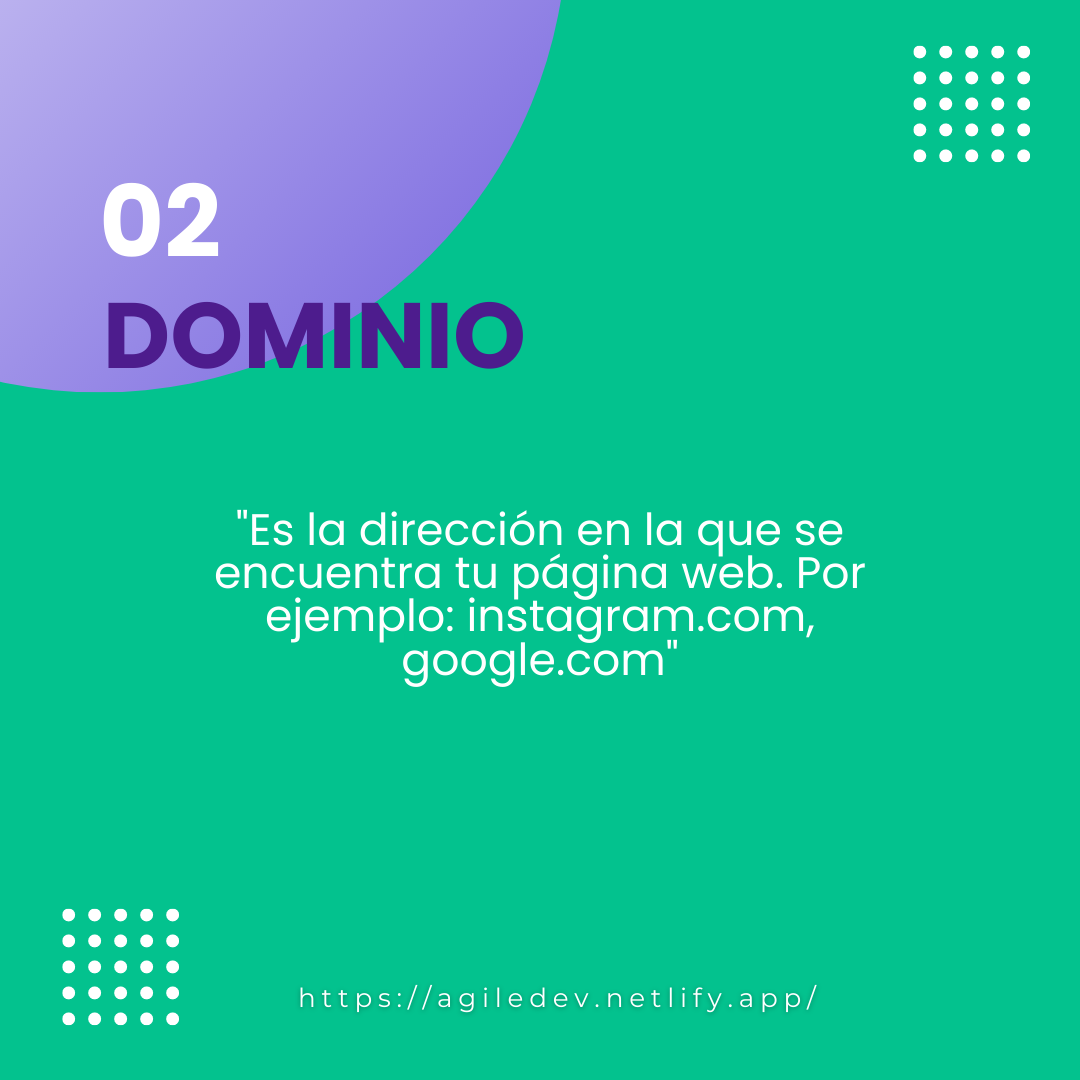 02
DOMINIO
"Es la dirección en la que se
encuentra tu página web. Por
ejemplo: instagram.com,
google.com"
https://agiledev.netlify.app/